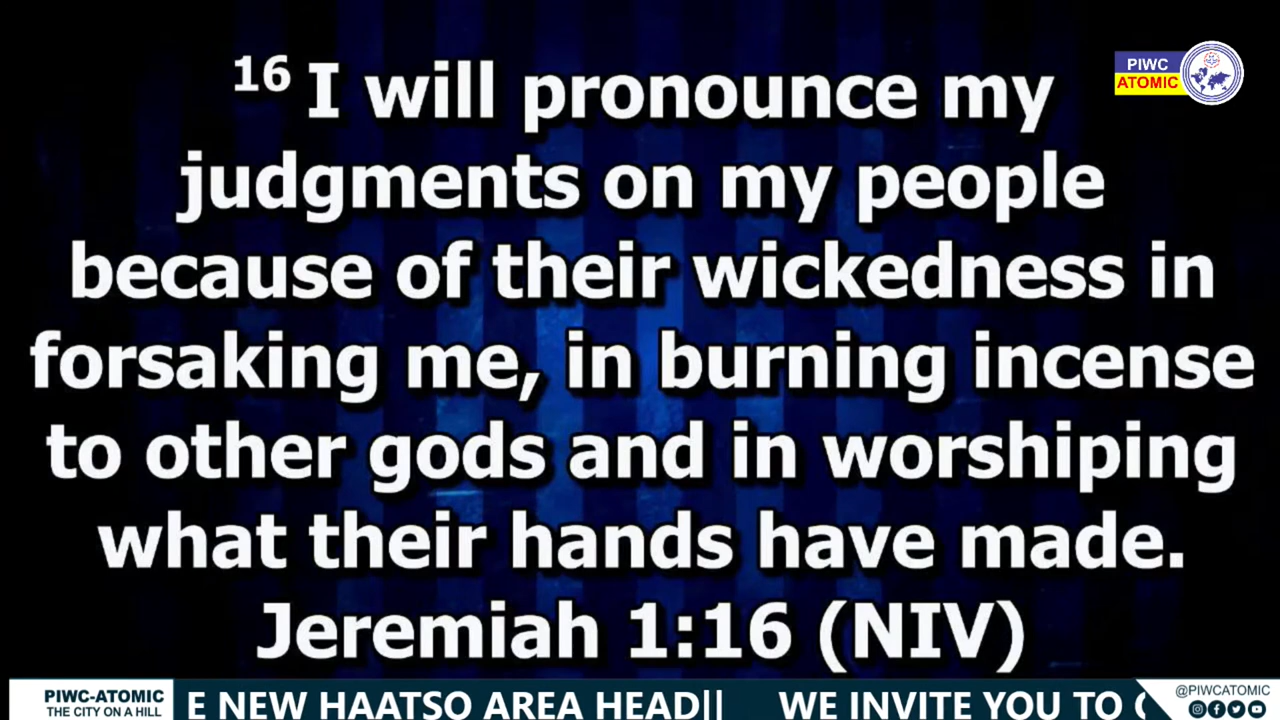 PIWC
ATOMIC
16 I will pronounce my
judgments on my people
because of their wickedness in
forsaking me, in burning incense
to other gods and in worshiping
what their hands have made.
Jeremiah 1:16 (NIV)
PIWC-ATOMIC
THE CITY ON A HILL
E NEW HAATSO AREA HEAD|| WE INVITE YOU TO
@PIWCATOMIC